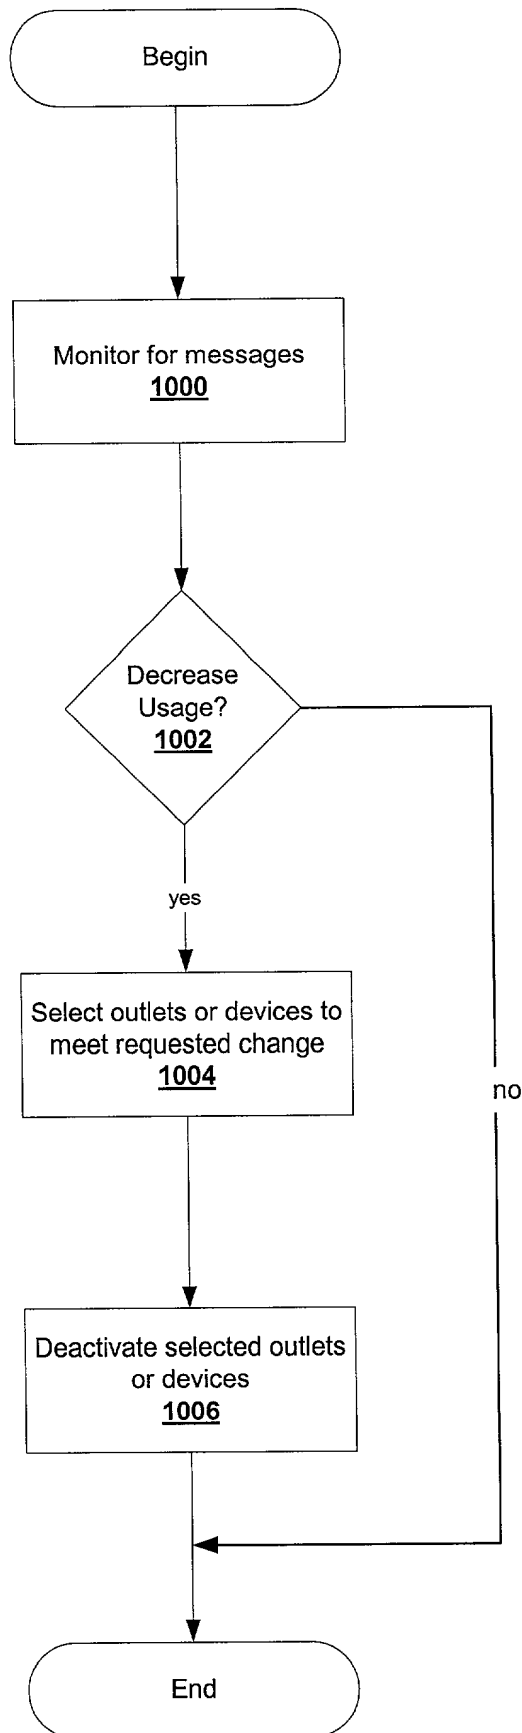 Begin
Monitor for messages
1000
Decrease
Usage?
1002
yes
Select outlets or devices to
meet requested change
1004
no
Deactivate selected outlets
or devices
1006
End